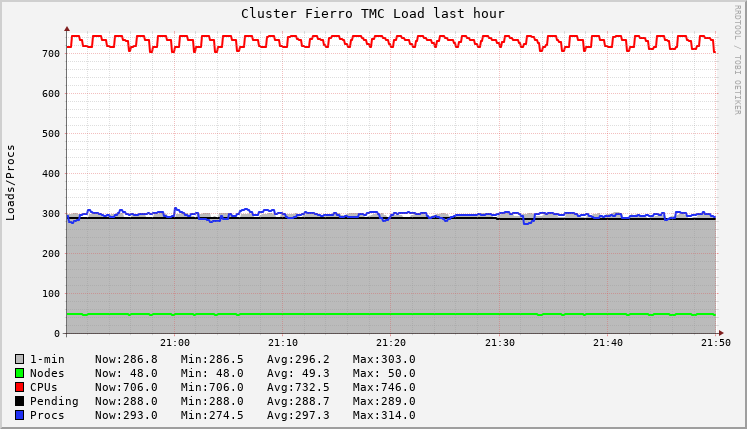 Cluster Fierro TMC Load last hour
RRDTOOL / TOBI OETIKER
Loads/Procs
700
600
500
400
300
200
100
0
21:00 21:10 21:20 21:30 21:40 21:50
1-min Now:286.8 Min:286.5 Avg:296.2 Max:303.0
Nodes Now: 48.0 Min: 48.0 Avg: 49.3 Max: 50.0
CPUs Now:706.0 Min:706.0 Avg:732.5 Max:746.0
Pending Now:288.0 Min:288.0 Avg:288.7 Max:289.0
Procs Now:293.0 Min:274.5 Avg:297.3 Max:314.0